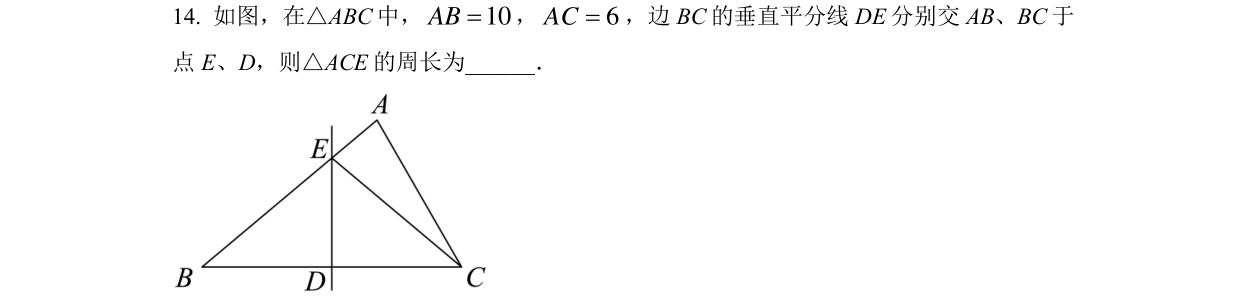 14. 如图，在△ABC中，AB=10，AC=6，边BC的垂直平分线DE分别交AB、BC于
点E、D，则△ACE的周长为______．
A
E
B
D
C